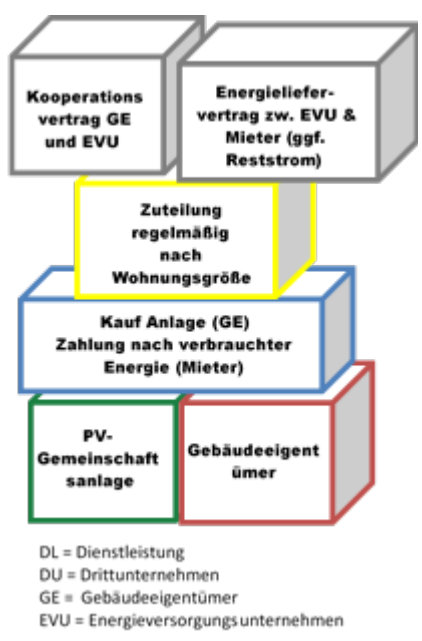 Kooperations
vertrag GE
und EVU
Energieliefer-
vertrag zw. EVU &
Mieter (ggf.
Reststrom)
Zuteilung
regelmäßig
nach
Wohnungsgröße
Kauf Anlage (GE)
Zahlung nach verbrauchter
Energie (Mieter)
PV-
Gemeinschaft
sanlage
Gebäudeeigent
ümer
DL = Dienstleistung
DU = Drittunternehmen
GE = Gebäudeeigentümer
EVU = Energieversorgungsunternehmen